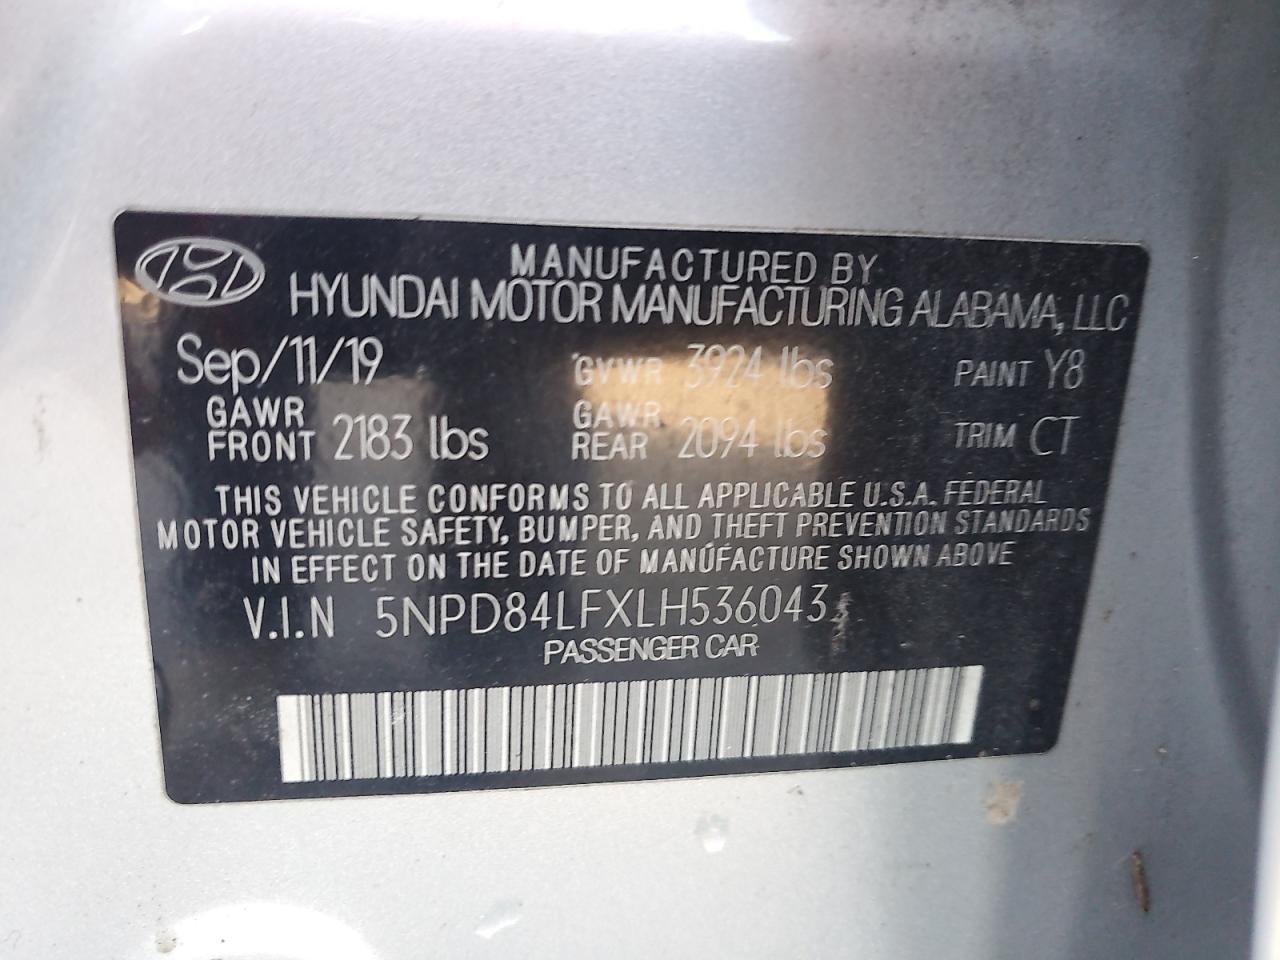 MANUFACTURED BY
HYUNDAI MOTOR MANUFACTURING ALABAMA, LLC
Sep/11/19 GVWR 3924 lbs PAINT Y8
GAWR FRONT 2183 lbs GAWR REAR 2094 lbs TRIM CT
THIS VEHICLE CONFORMS TO ALL APPLICABLE U.S.A. FEDERAL
MOTOR VEHICLE SAFETY, BUMPER, AND THEFT PREVENTION STANDARDS
IN EFFECT ON THE DATE OF MANUFACTURE SHOWN ABOVE
V.I.N 5NPD84LFXLH536043
PASSENGER CAR